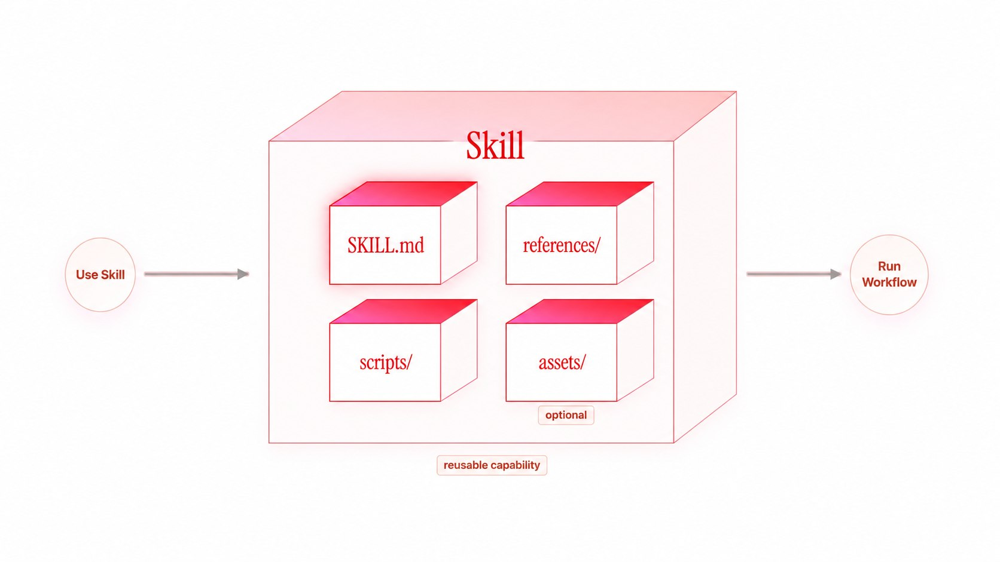 Skill
SKILL.md
references/
Use Skill
Run
Workflow
scripts/
assets/
optional
reusable capability